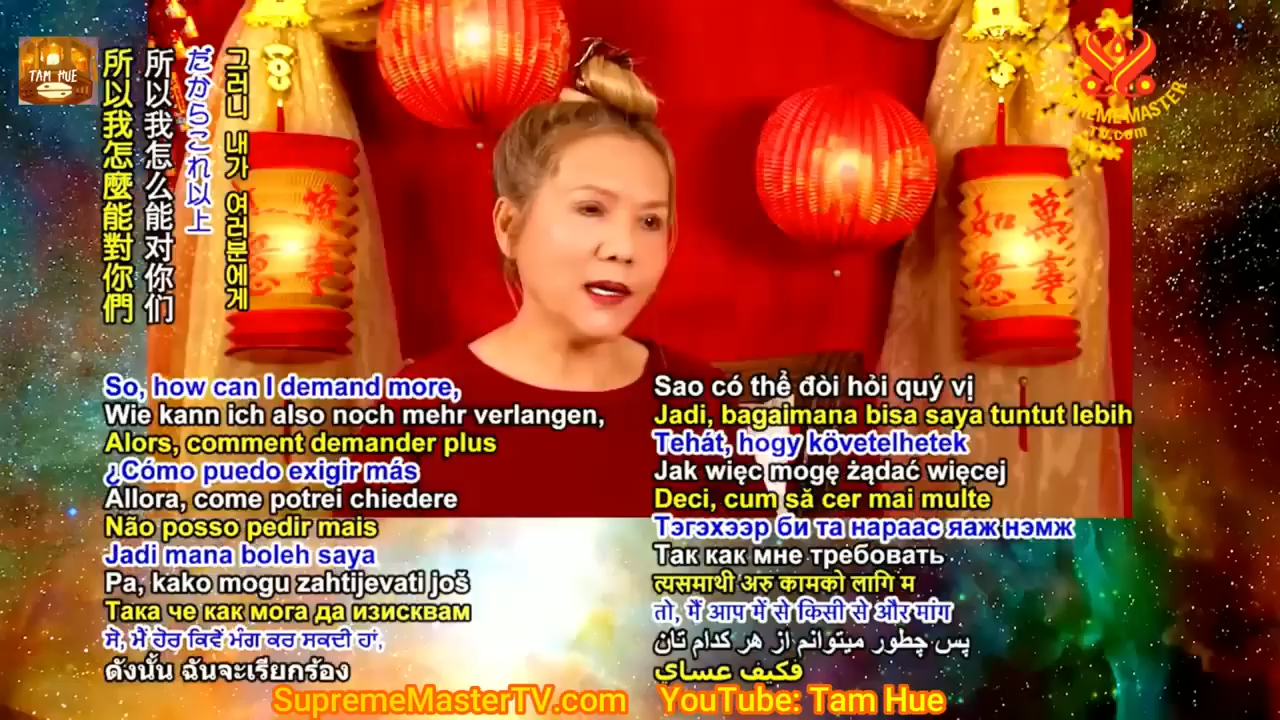 TAM HUE
所以我怎麼能對你們
所以我怎么能对你们
だからこれ以上
그러니 내가 여러분에게
SUPREME MASTER
TV.com
萬事
如意
So, how can I demand more,
Wie kann ich also noch mehr verlangen,
Alors, comment demander plus
¿Cómo puedo exigir más
Allora, come potrei chiedere
Não posso pedir mais
Jadi mana boleh saya
Pa, kako mogu zahtijevati još
Така че как мога да изисквам
ਸੋ, ਮੈਂ ਹੋਰ ਕਿਵੇਂ ਮੰਗ ਕਰ ਸਕਦੀ ਹਾਂ,
ดังนั้น ฉันจะเรียกร้อง
Sao có thể đòi hỏi quý vị
Jadi, bagaimana bisa saya tuntut lebih
Tehát, hogy követelhetek
Jak więc mogę żądać więcej
Deci, cum să cer mai multe
Тэгэхээр би та нараас яаж нэмж
Так как мне требовать
त्यसमाथी अरु कामको लागि म
तो, मैं आप में से किसी से और मांग
پس چطور میتوانم از هر کدام تان
فكيف عساي
SupremeMasterTV.com
YouTube: Tam Hue